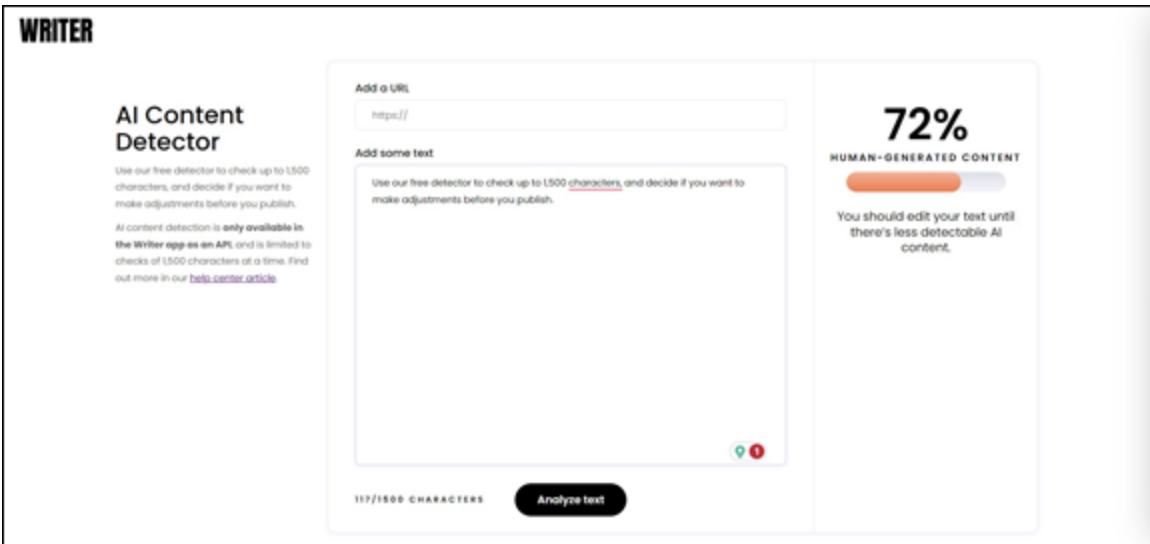 WRITER
AI Content
Detector
Use our free detector to check up to 1,500
characters, and decide if you want to
make adjustments before you publish.
AI content detection is only available in
the Writer app as an API, and is limited to
checks of 1,500 characters at a time. Find
out more in our help center article.
Add a URL
https://
Add some text
Use our free detector to check up to 1,500 characters, and decide if you want to
make adjustments before you publish.
1
117/1500 CHARACTERS
Analyze text
72%
HUMAN-GENERATED CONTENT
You should edit your text until
there's less detectable AI
content.